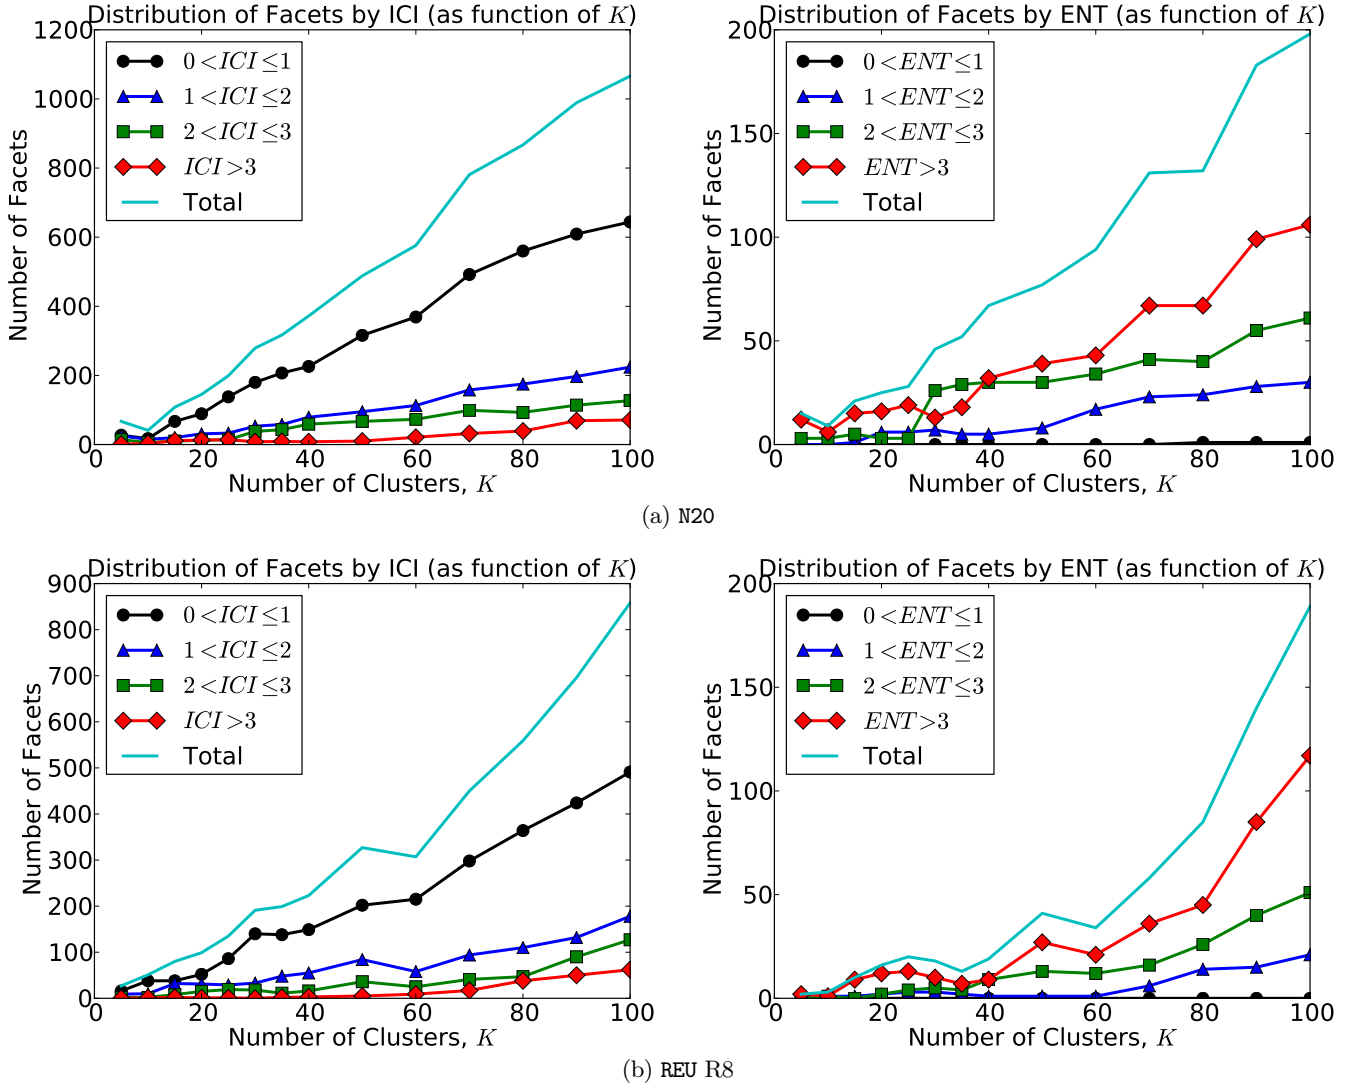 Distribution of Facets by ICI (as function of K)
1200
1000
800
600
400
200
0
Number of Facets
0 < ICI ≤ 1
1 < ICI ≤ 2
2 < ICI ≤ 3
ICI > 3
Total
0 20 40 60 80 100
Number of Clusters, K
Distribution of Facets by ENT (as function of K)
200
150
100
50
0
Number of Facets
0 < ENT ≤ 1
1 < ENT ≤ 2
2 < ENT ≤ 3
ENT > 3
Total
0 20 40 60 80 100
Number of Clusters, K
(a) N20
Distribution of Facets by ICI (as function of K)
900
800
700
600
500
400
300
200
100
0
Number of Facets
0 < ICI ≤ 1
1 < ICI ≤ 2
2 < ICI ≤ 3
ICI > 3
Total
0 20 40 60 80 100
Number of Clusters, K
Distribution of Facets by ENT (as function of K)
200
150
100
50
0
Number of Facets
0 < ENT ≤ 1
1 < ENT ≤ 2
2 < ENT ≤ 3
ENT > 3
Total
0 20 40 60 80 100
Number of Clusters, K
(b) REU R8